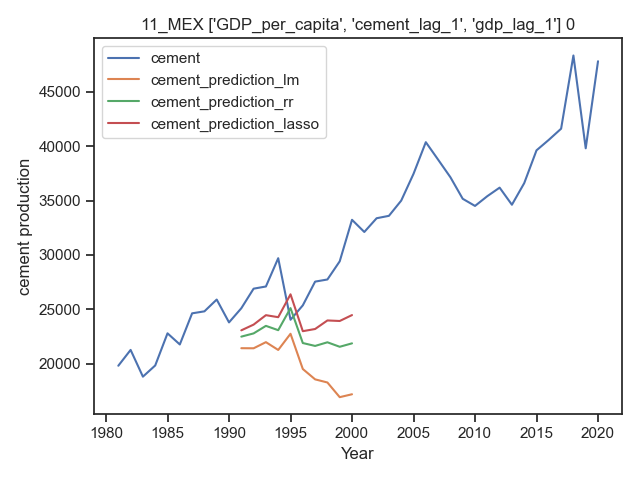 11_MEX ['GDP_per_capita', 'cement_lag_1', 'gdp_lag_1'] 0
cement
cement_prediction_lm
cement_prediction_rr
cement_prediction_lasso
cement production
45000
40000
35000
30000
25000
20000
1980 1985 1990 1995 2000 2005 2010 2015 2020
Year